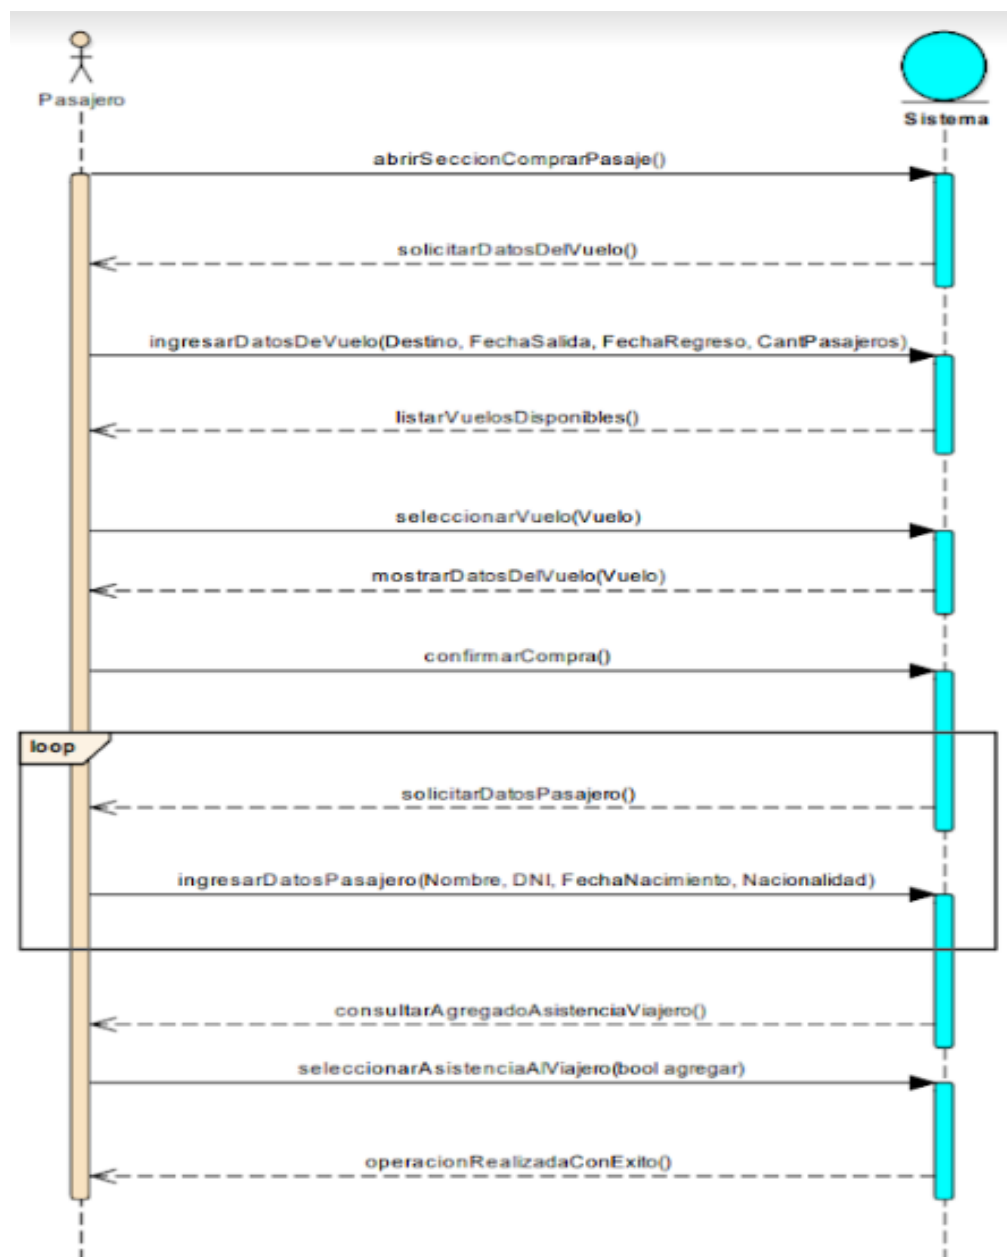 Pasajero
Sistema
abrirSeccionComprarPasaje()
solicitarDatosDelVuelo()
ingresarDatosDeVuelo(Destino, FechaSalida, FechaRegreso, CantPasajeros)
listarVuelosDisponibles()
seleccionarVuelo(Vuelo)
mostrarDatosDelVuelo(Vuelo)
confirmarCompra()
loop
solicitarDatosPasajero()
ingresarDatosPasajero(Nombre, DNI, FechaNacimiento, Nacionalidad)
consultarAgregadoAsistenciaViajero()
seleccionarAsistenciaAlViajero(bool agregar)
operacionRealizadaConExito()